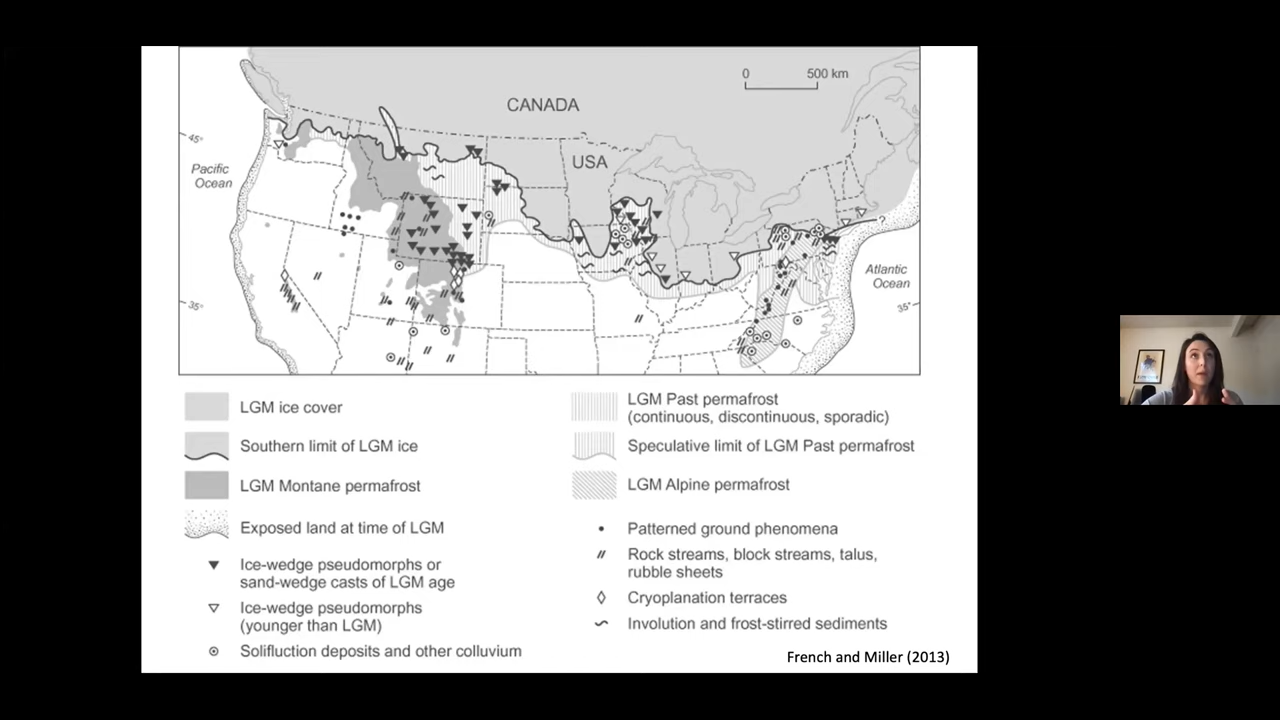 0 500 km
CANADA
45°
USA
Pacific
Ocean
?
Atlantic
Ocean
35°
35°
LGM ice cover
Southern limit of LGM ice
LGM Montane permafrost
Exposed land at time of LGM
Ice-wedge pseudomorphs or
sand-wedge casts of LGM age
Ice-wedge pseudomorphs
(younger than LGM)
Solifluction deposits and other colluvium
LGM Past permafrost
(continuous, discontinuous, sporadic)
Speculative limit of LGM Past permafrost
LGM Alpine permafrost
Patterned ground phenomena
Rock streams, block streams, talus,
rubble sheets
Cryoplanation terraces
Involution and frost-stirred sediments
French and Miller (2013)